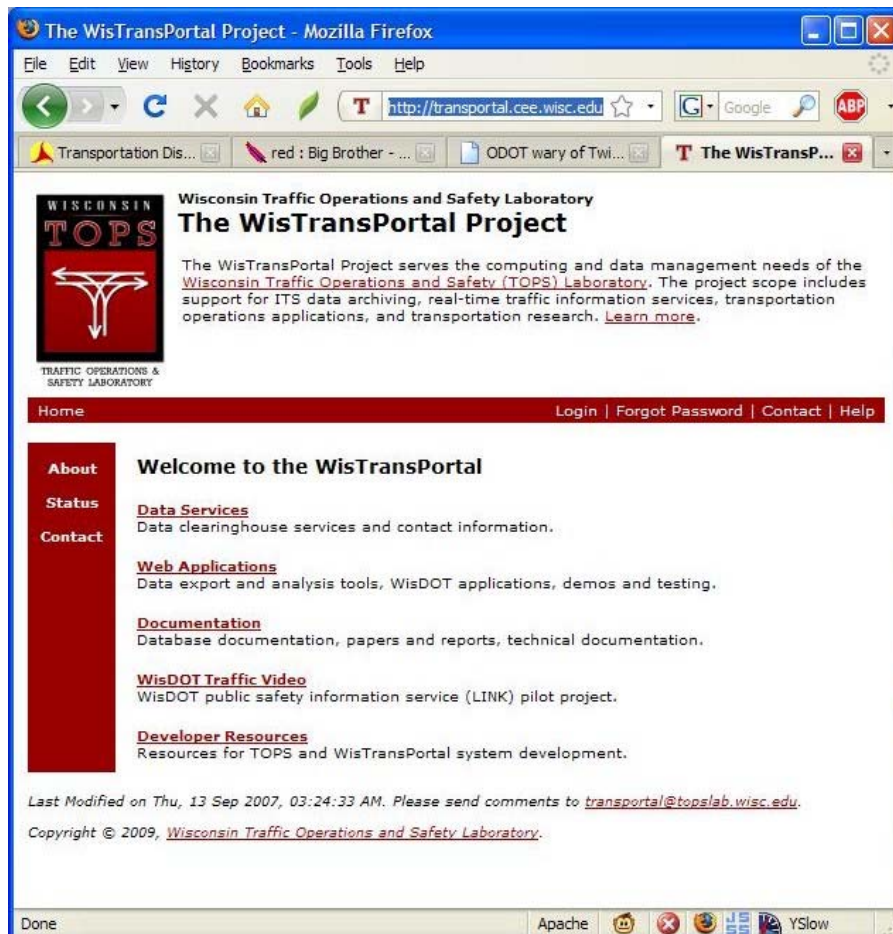 The WisTransPortal Project - Mozilla Firefox
File Edit View History Bookmarks Tools Help
T http://transportal.cee.wisc.edu G Google ABP
Transportation Dis... red : Big Brother - ... ODOT wary of Twi... T The WisTransP...
WISCONSIN
TOPS
TRAFFIC OPERATIONS &
SAFETY LABORATORY
Wisconsin Traffic Operations and Safety Laboratory
The WisTransPortal Project
The WisTransPortal Project serves the computing and data management needs of the
Wisconsin Traffic Operations and Safety (TOPS) Laboratory. The project scope includes
support for ITS data archiving, real-time traffic information services, transportation
operations applications, and transportation research. Learn more.
Home Login | Forgot Password | Contact | Help
About
Status
Contact
Welcome to the WisTransPortal
Data Services
Data clearinghouse services and contact information.
Web Applications
Data export and analysis tools, WisDOT applications, demos and testing.
Documentation
Database documentation, papers and reports, technical documentation.
WisDOT Traffic Video
WisDOT public safety information service (LINK) pilot project.
Developer Resources
Resources for TOPS and WisTransPortal system development.
Last Modified on Thu, 13 Sep 2007, 03:24:33 AM. Please send comments to transportal@topslab.wisc.edu.
Copyright © 2009, Wisconsin Traffic Operations and Safety Laboratory.
Done Apache YSlow